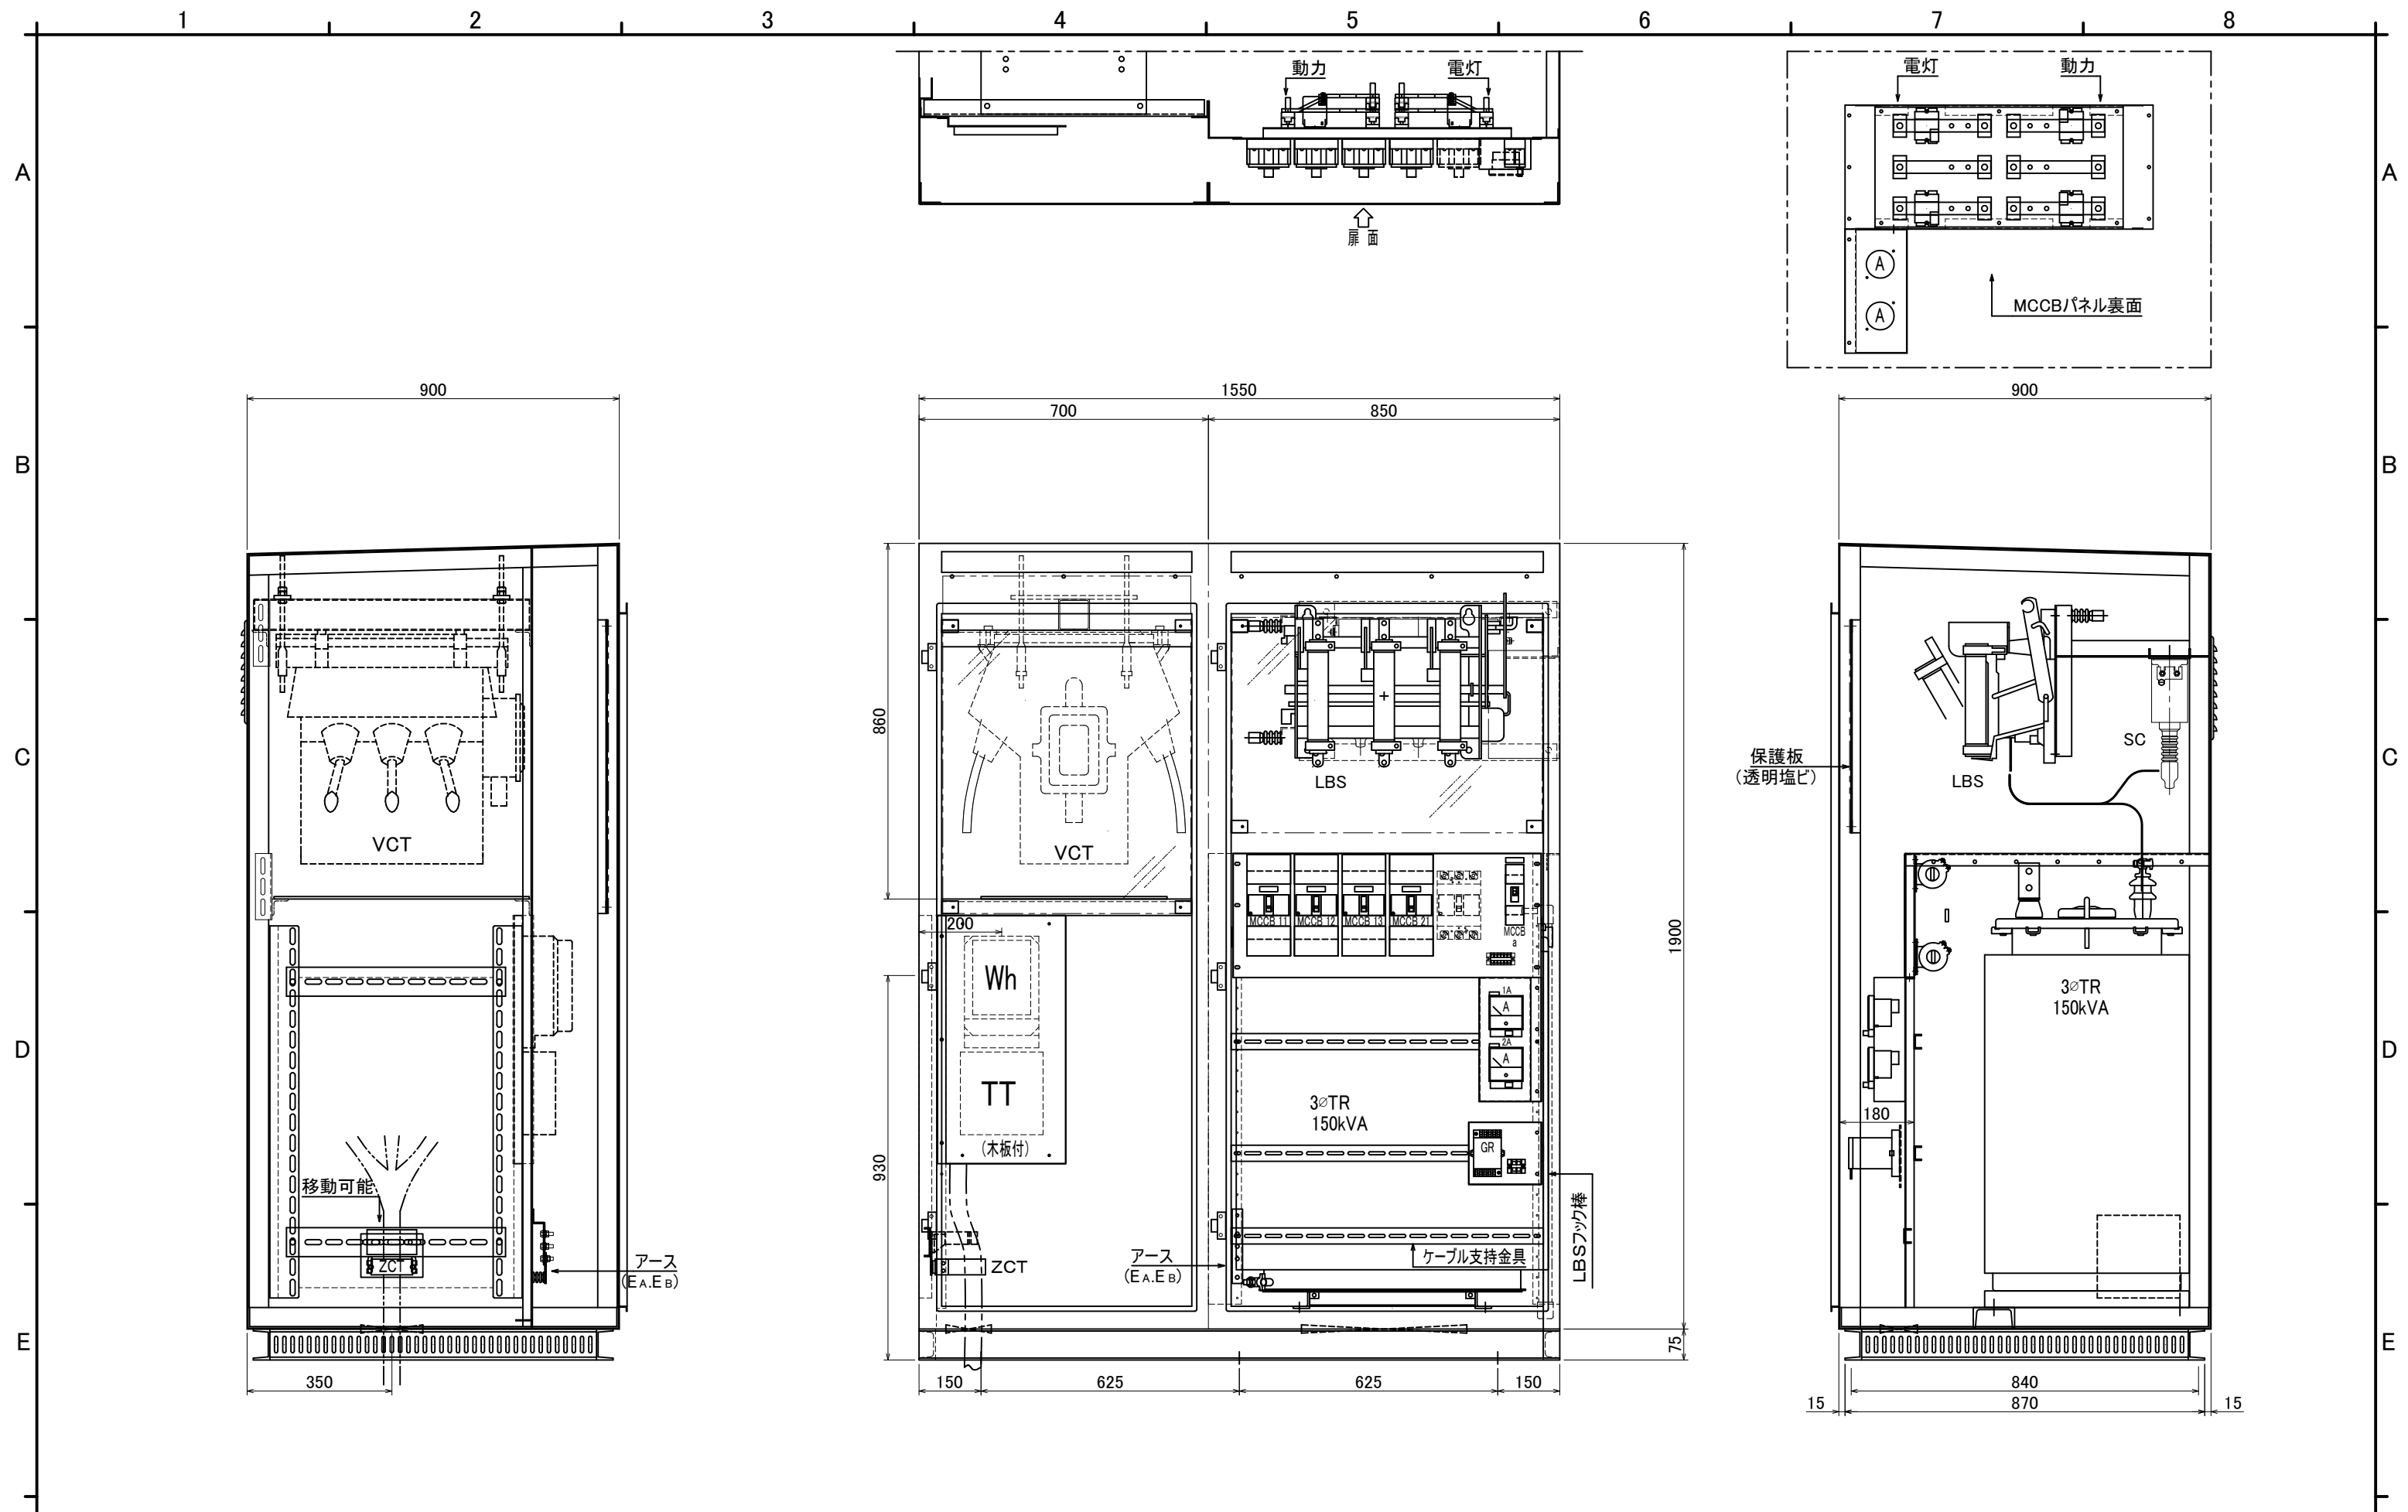 1 2 3 4 5 6 7 8
動力 電灯
扉 面
電灯 動力
A
A
MCCBパネル裏面
A A
B B
C C
D D
E E
900
VCT
移動可能
ZCT
アース
(EA.EB)
350
1550
700 850
860
930
200
VCT
Wh
TT
(木板付)
ZCT
LBS
MCCB 11 MCCB 12 MCCB 13 MCCB 21
MCCB
a
1A
A
2A
A
3∅TR
150kVA
GR
アース
(EA.EB)
ケーブル支持金具
LBSフック棒
1900
75
150 625 625 150
900
保護板
(透明塩ビ)
LBS
SC
3∅TR
150kVA
180
840
15 870 15